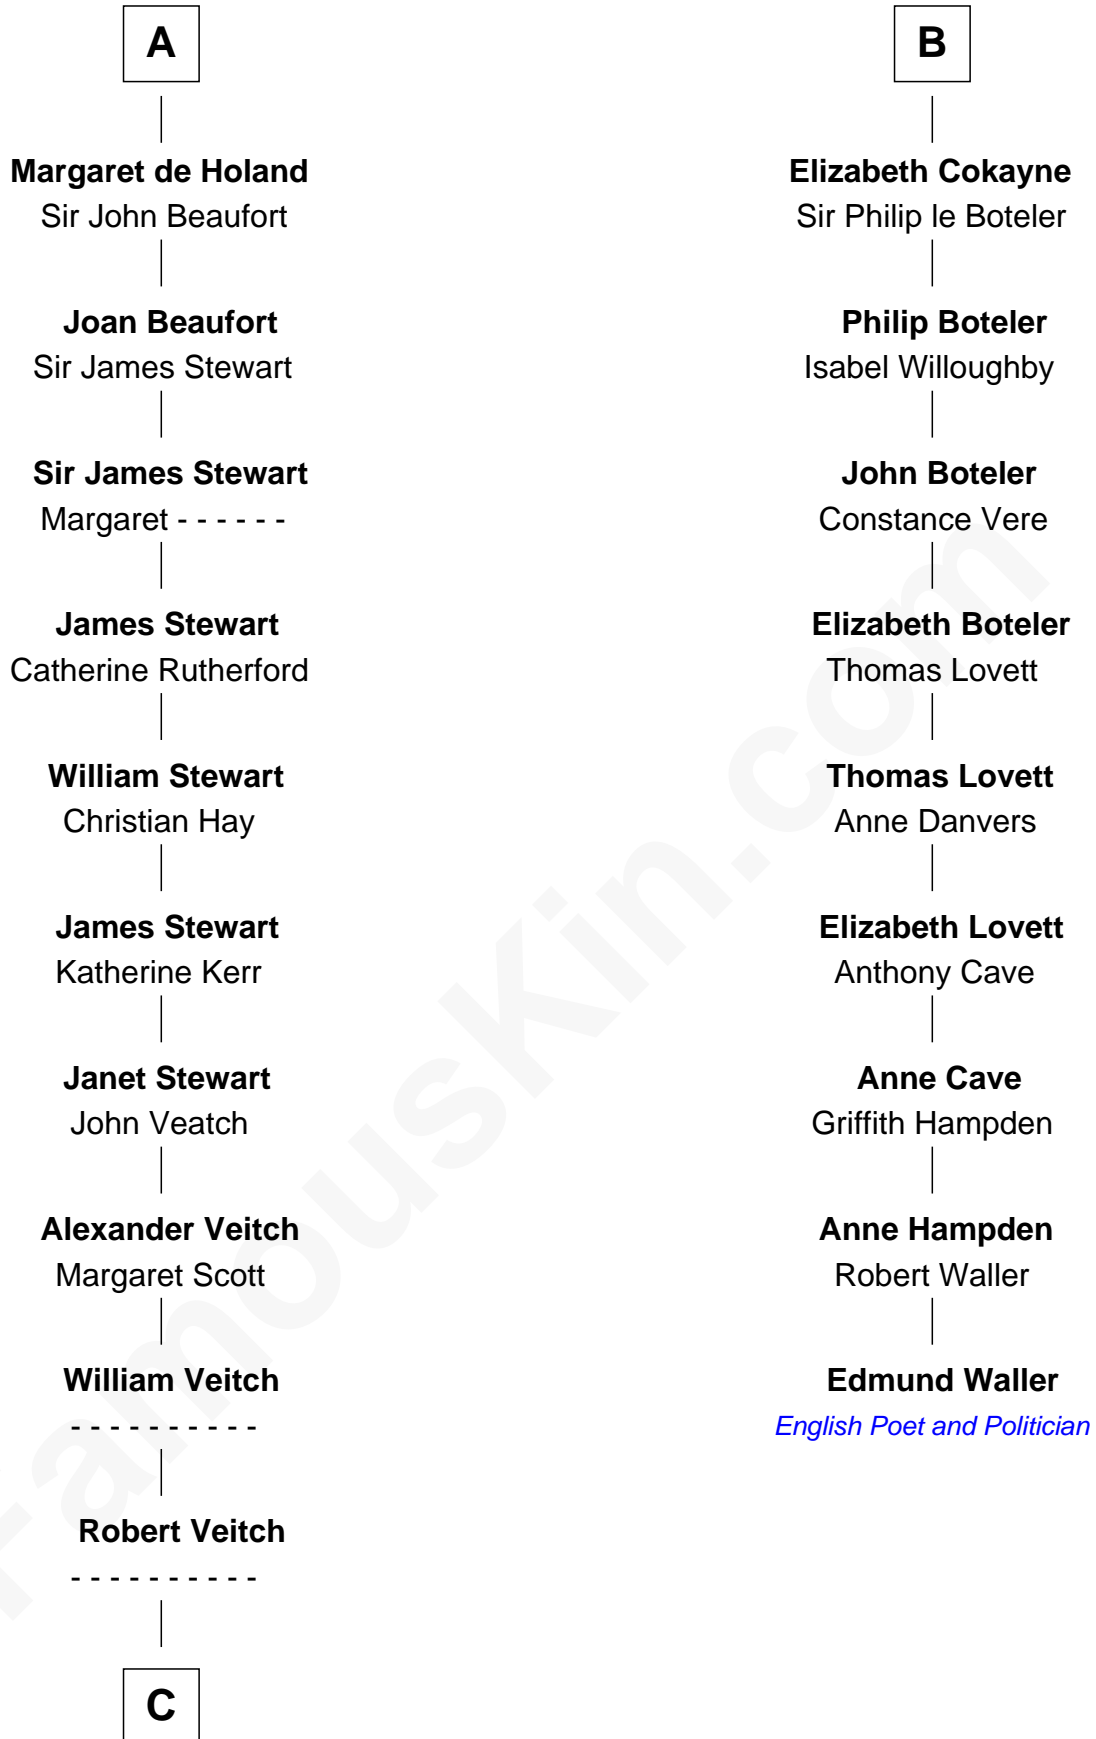 A
Margaret de Holand
Sir John Beaufort
Joan Beaufort
Sir James Stewart
Sir James Stewart
Margaret - - - - - -
James Stewart
Catherine Rutherford
William Stewart
Christian Hay
James Stewart
Katherine Kerr
Janet Stewart
John Veatch
Alexander Veitch
Margaret Scott
William Veitch
- - - - - - - - - -
Robert Veitch
- - - - - - - - - -
C
B
Elizabeth Cokayne
Sir Philip le Boteler
Philip Boteler
Isabel Willoughby
John Boteler
Constance Vere
Elizabeth Boteler
Thomas Lovett
Thomas Lovett
Anne Danvers
Elizabeth Lovett
Anthony Cave
Anne Cave
Griffith Hampden
Anne Hampden
Robert Waller
Edmund Waller
English Poet and Politician
FamousKin.com